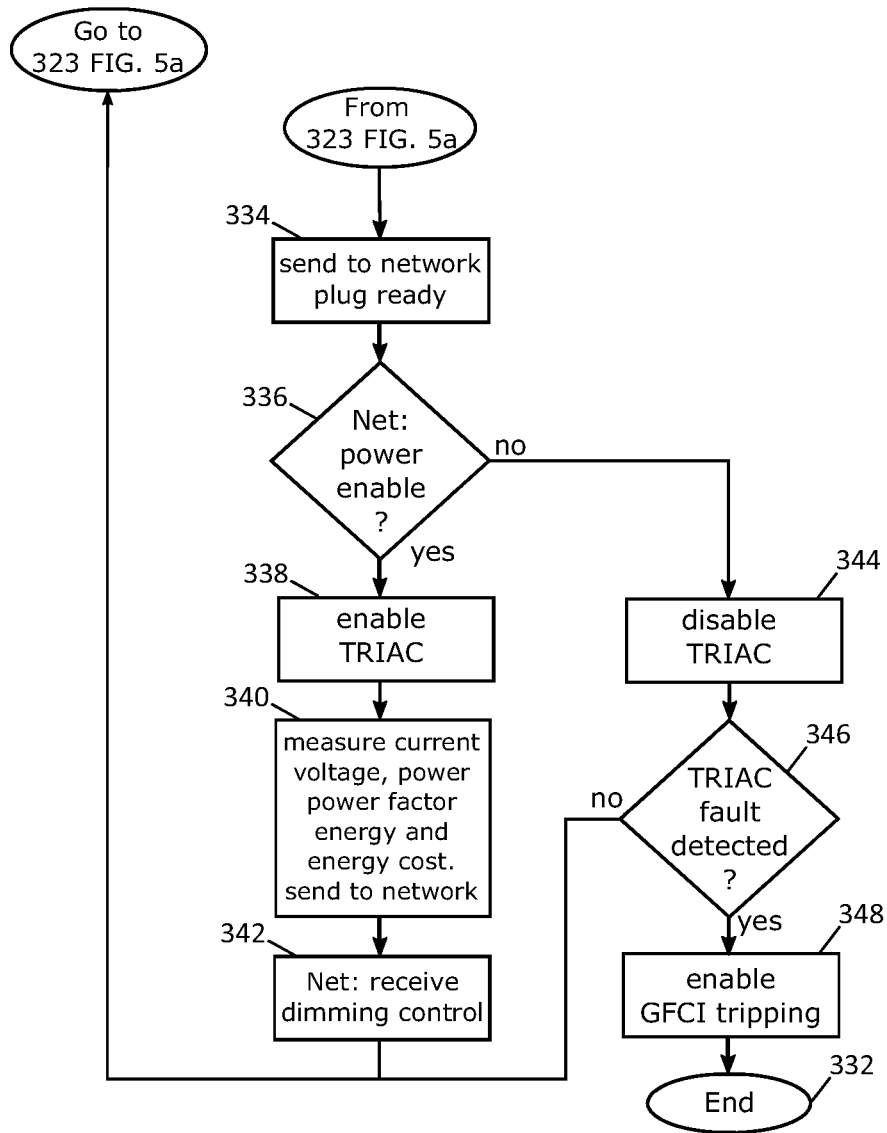 Go to
323 FIG. 5a
From
323 FIG. 5a
334
send to network
plug ready
336
Net:
power
enable
?
no
yes
338
enable
TRIAC
344
disable
TRIAC
340
measure current
voltage, power
power factor
energy and
energy cost.
send to network
346
TRIAC
fault
detected
?
no
yes
342
Net: receive
dimming control
348
enable
GFCI tripping
332
End